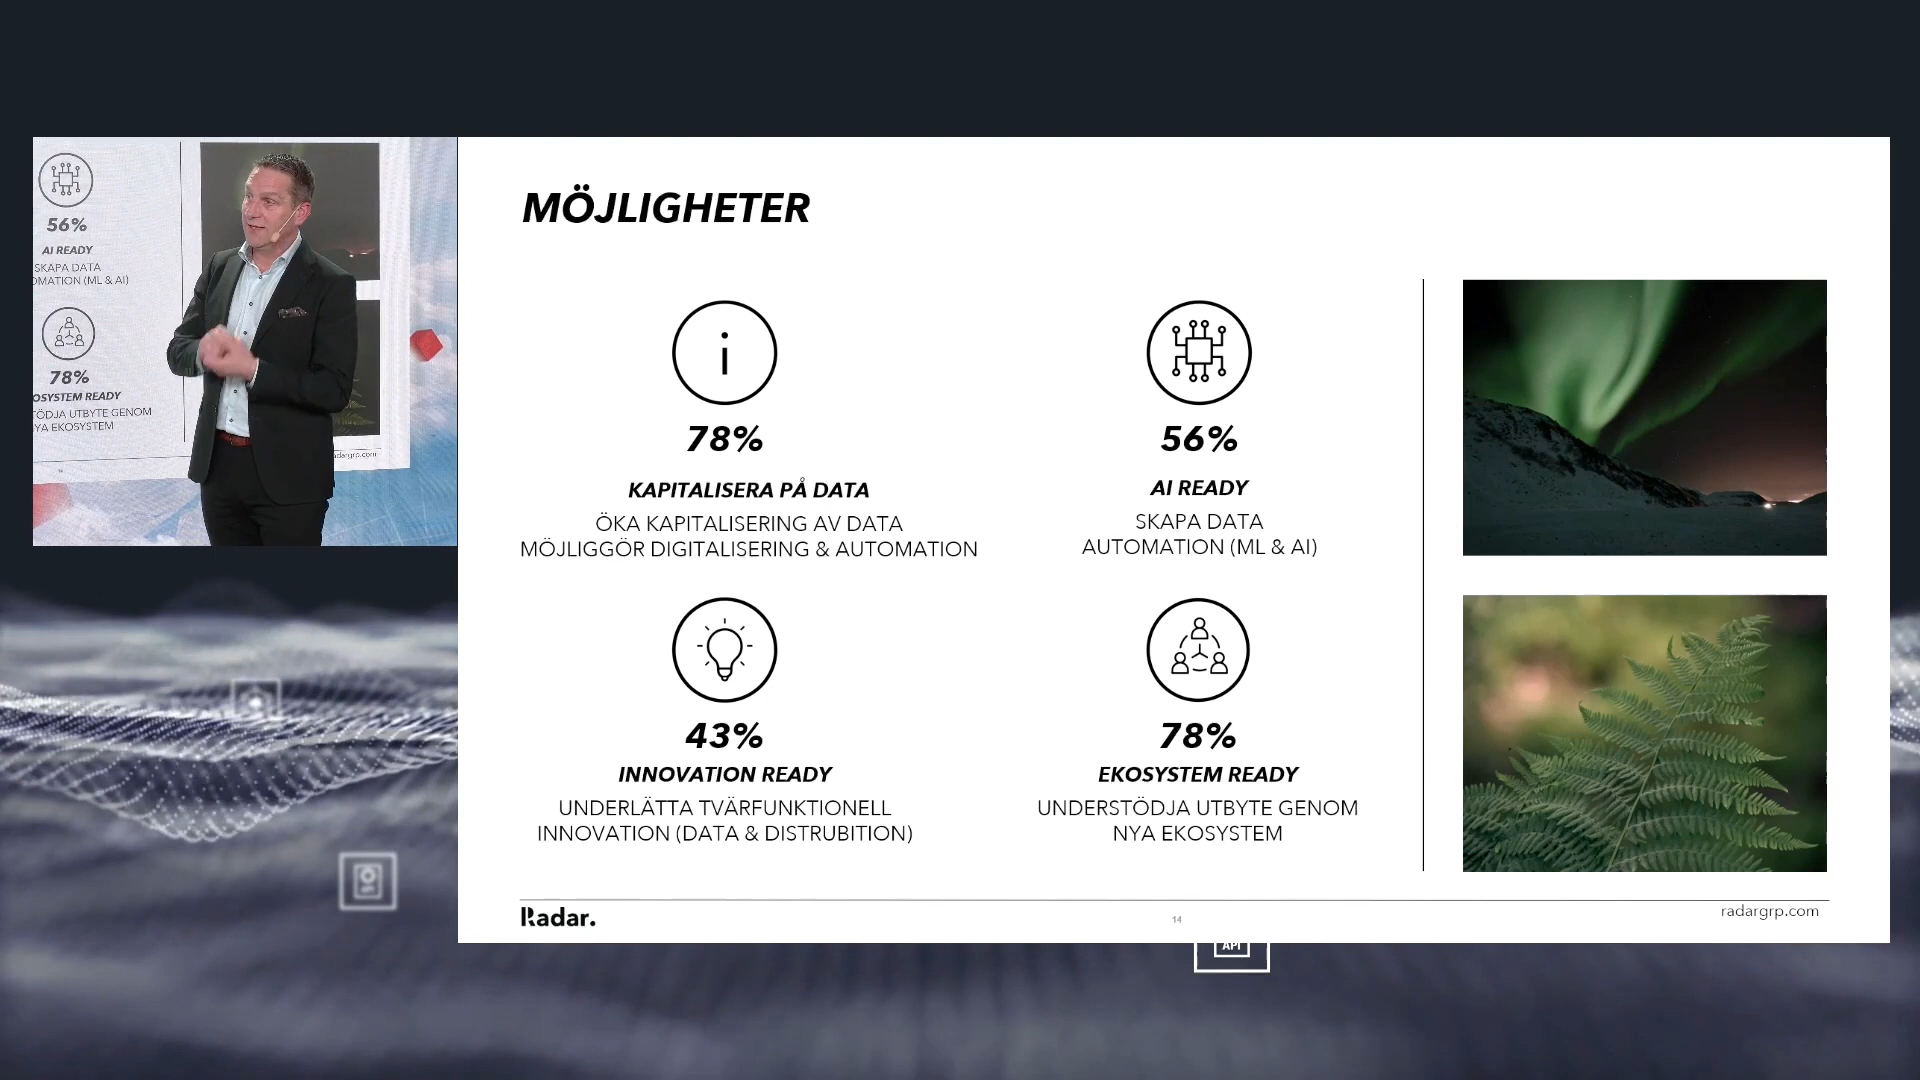 56%
AI READY
SKAPA DATA
OMATION (ML & AI)
78%
OSYSTEM READY
TÖDJA UTBYTE GENOM
YA EKOSYSTEM
MÖJLIGHETER
i
78%
KAPITALISERA PÅ DATA
ÖKA KAPITALISERING AV DATA
MÖJLIGGÖR DIGITALISERING & AUTOMATION
56%
AI READY
SKAPA DATA
AUTOMATION (ML & AI)
43%
INNOVATION READY
UNDERLÄTTA TVÄRFUNKTIONELL
INNOVATION (DATA & DISTRUBITION)
78%
EKOSYSTEM READY
UNDERSTÖDJA UTBYTE GENOM
NYA EKOSYSTEM
Radar.
14
radargrp.com
API